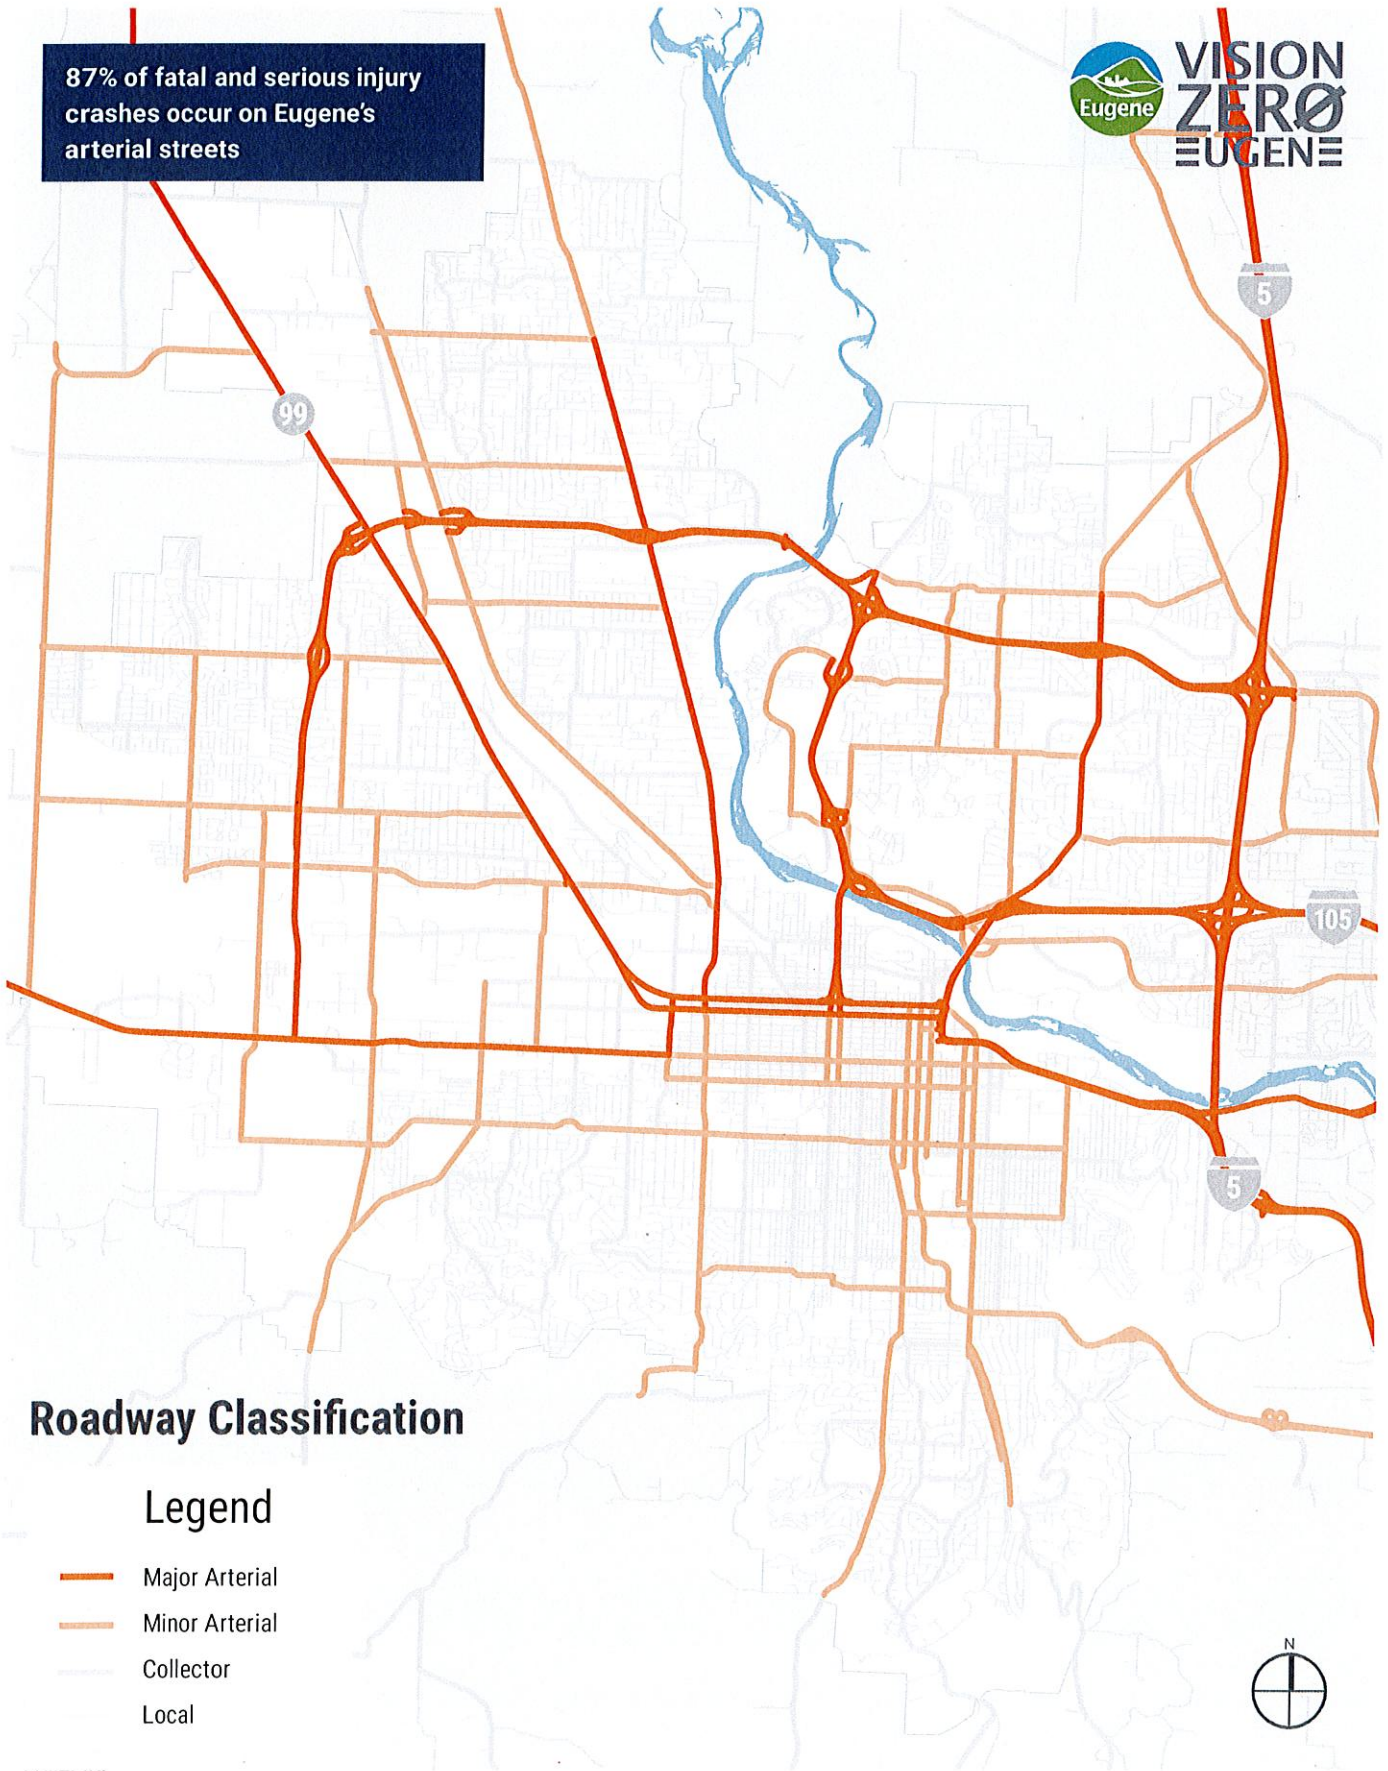 87% of fatal and serious injury
crashes occur on Eugene's
arterial streets
Eugene
VISION
ZERØ
EUGENE
5
99
105
5
Roadway Classification
Legend
Major Arterial
Minor Arterial
Collector
Local
N